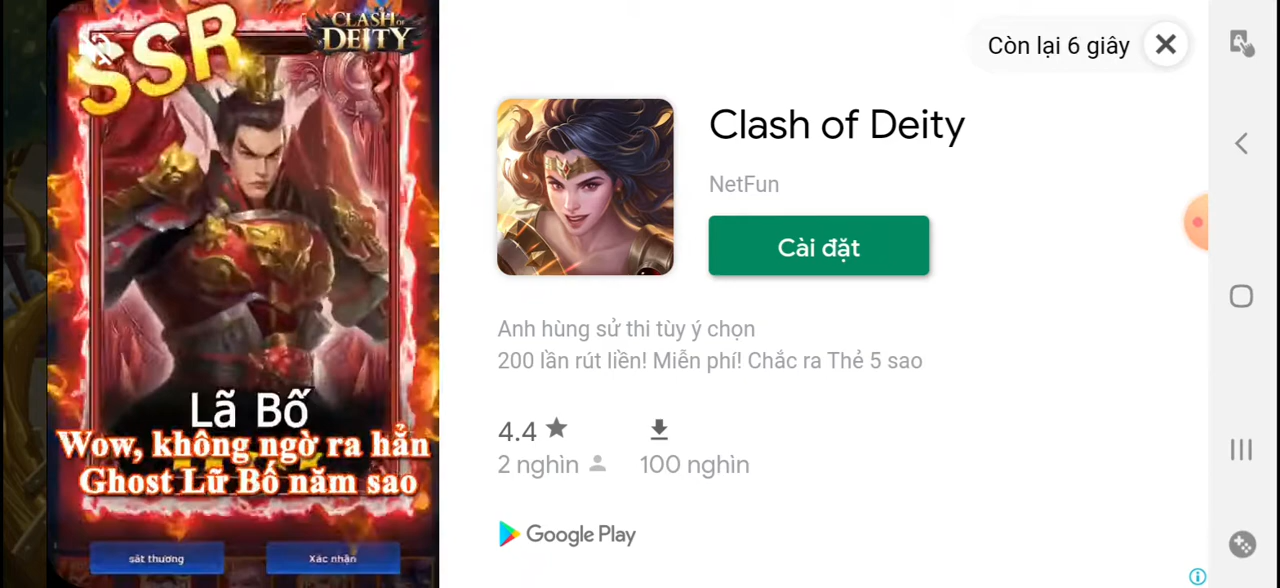 SSR
CLASH OF
DEITY
Lã Bố
Wow, không ngờ ra hẳn
Ghost Lữ Bố năm sao
sát thương
Xác nhận
Còn lại 6 giây
Clash of Deity
NetFun
Cài đặt
Anh hùng sử thi tùy ý chọn
200 lần rút liền! Miễn phí! Chắc ra Thẻ 5 sao
4.4
2 nghìn
100 nghìn
Google Play